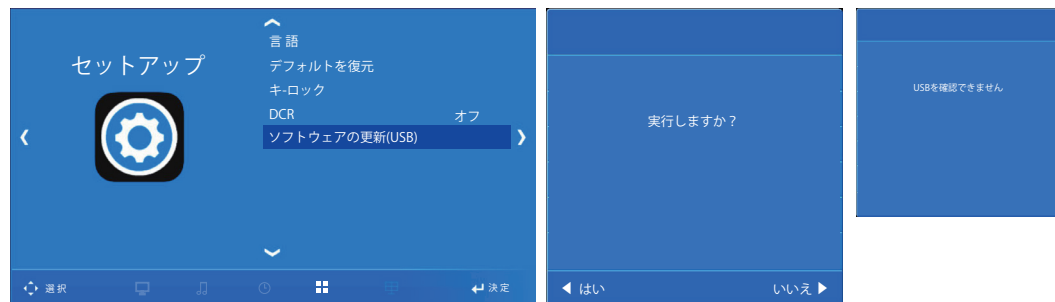 セットアップ
言語
デフォルトを復元
キ-ロック
DCR オフ
ソフトウェアの更新(USB)
選択
決定
実行しますか？
はい
いいえ
USBを確認できません